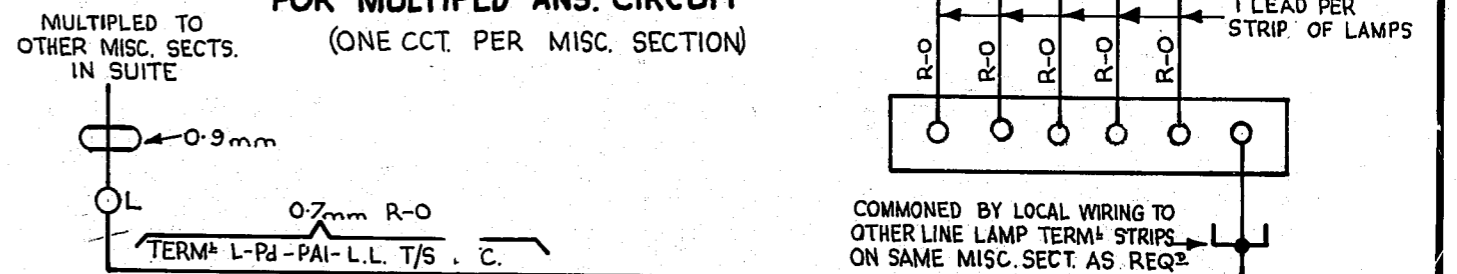 FOR MULTIPLED ANS. CIRCUIT
(ONE CCT. PER MISC. SECTION)
MULTIPLED TO
OTHER MISC. SECTS.
IN SUITE
0.9mm
L
0.7mm R-O
TERML L-Pd-PAI-L.L. T/S . C.
1 LEAD PER
STRIP OF LAMPS
R-O
R-O
R-O
R-O
R-O
COMMONED BY LOCAL WIRING TO
OTHER LINE LAMP TERML STRIPS
ON SAME MISC. SECT. AS REQD